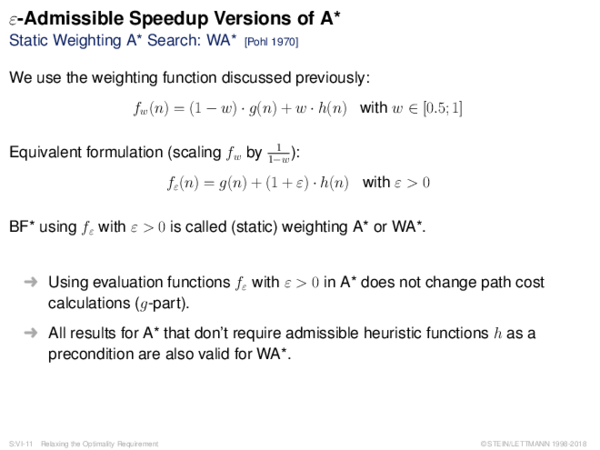 ε-Admissible Speedup Versions of A*
Static Weighting A* Search: WA* [Pohl 1970]
We use the weighting function discussed previously:
f_w(n) = (1 − w) · g(n) + w · h(n) with w ∈ [0.5; 1]
Equivalent formulation (scaling f_w by 1/(1−w)):
f_ε(n) = g(n) + (1 + ε) · h(n) with ε > 0
BF* using f_ε with ε > 0 is called (static) weighting A* or WA*.
➜ Using evaluation functions f_ε with ε > 0 in A* does not change path cost
calculations (g-part).
➜ All results for A* that don't require admissible heuristic functions h as a
precondition are also valid for WA*.
S:VI-11 Relaxing the Optimality Requirement ©STEIN/LETTMANN 1998-2018